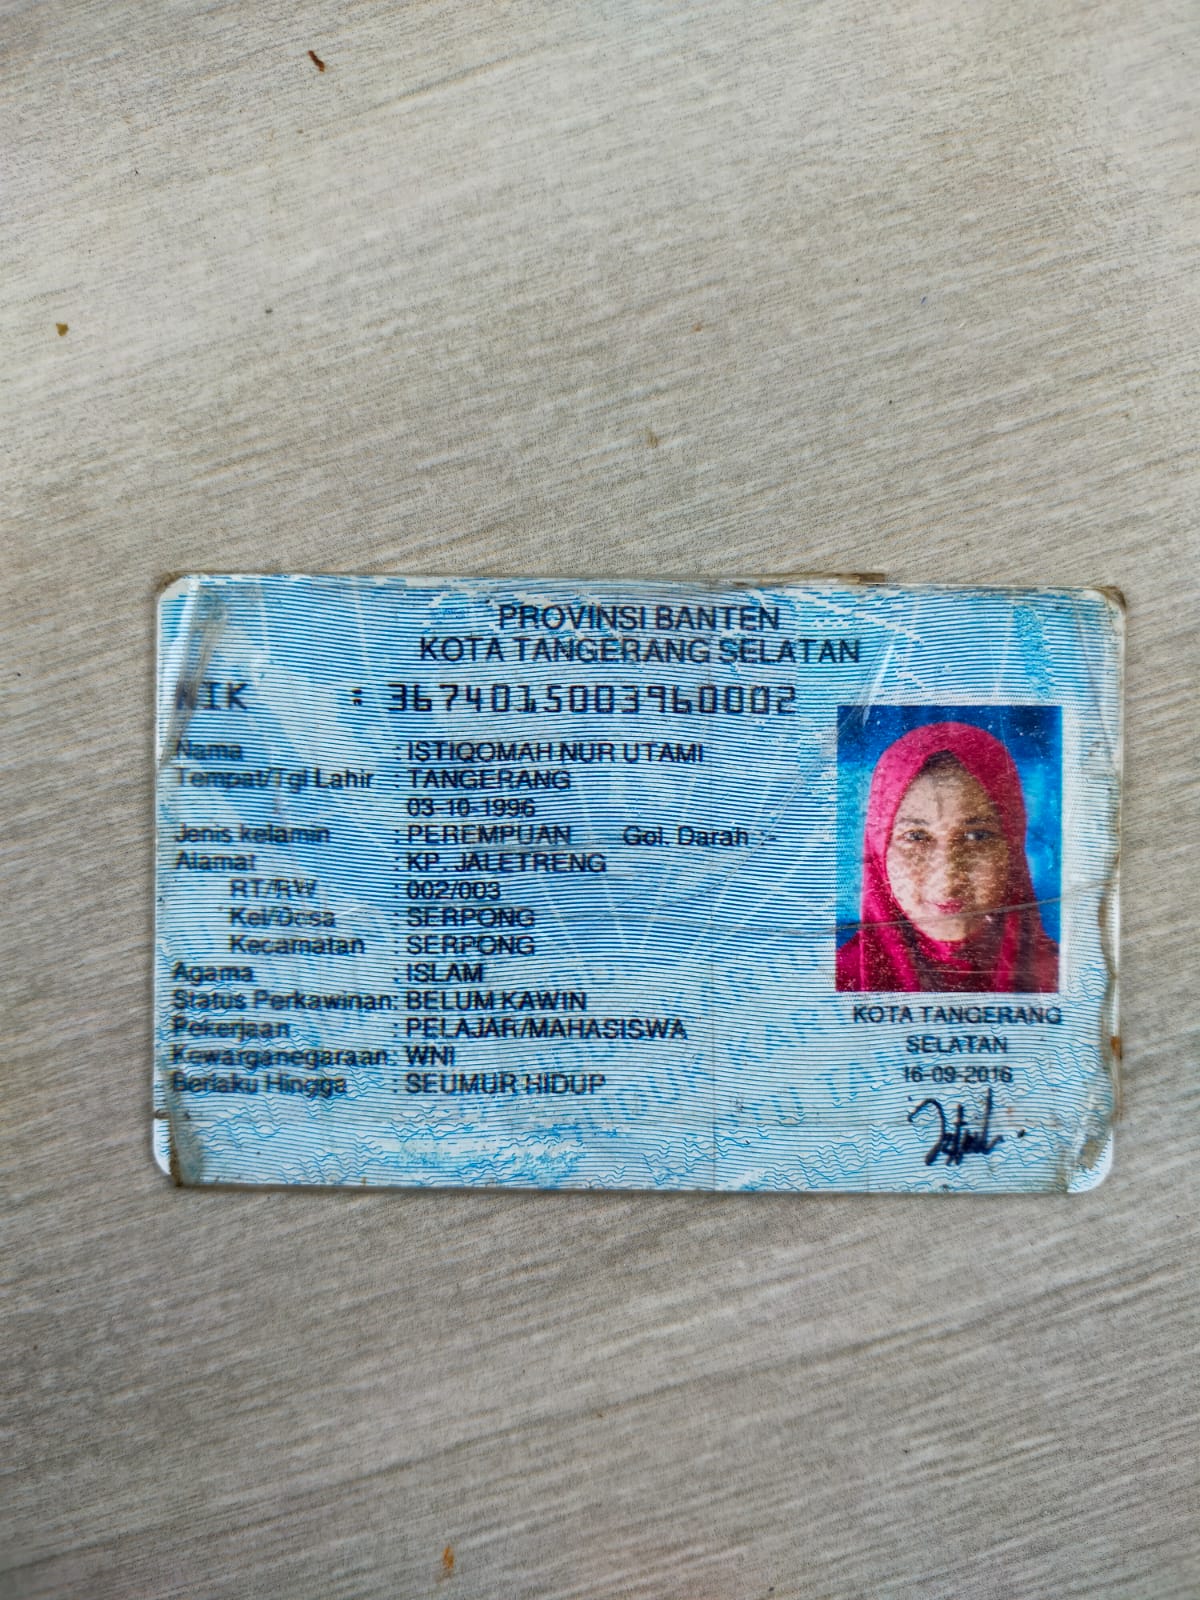 PROVINSI BANTEN
KOTA TANGERANG SELATAN
NIK : 3674015003960002
Nama : ISTIQOMAH NUR UTAMI
Tempat/Tgl Lahir : TANGERANG
03-10-1996
Jenis kelamin : PEREMPUAN Gol. Darah :-
Alamat : KP. JALETRENG
RT/RW : 002/003
Kel/Desa : SERPONG
Kecamatan : SERPONG
Agama : ISLAM
Status Perkawinan: BELUM KAWIN
Pekerjaan : PELAJAR/MAHASISWA
Kewarganegaraan: WNI
Berlaku Hingga : SEUMUR HIDUP
KOTA TANGERANG
SELATAN
16-09-2016